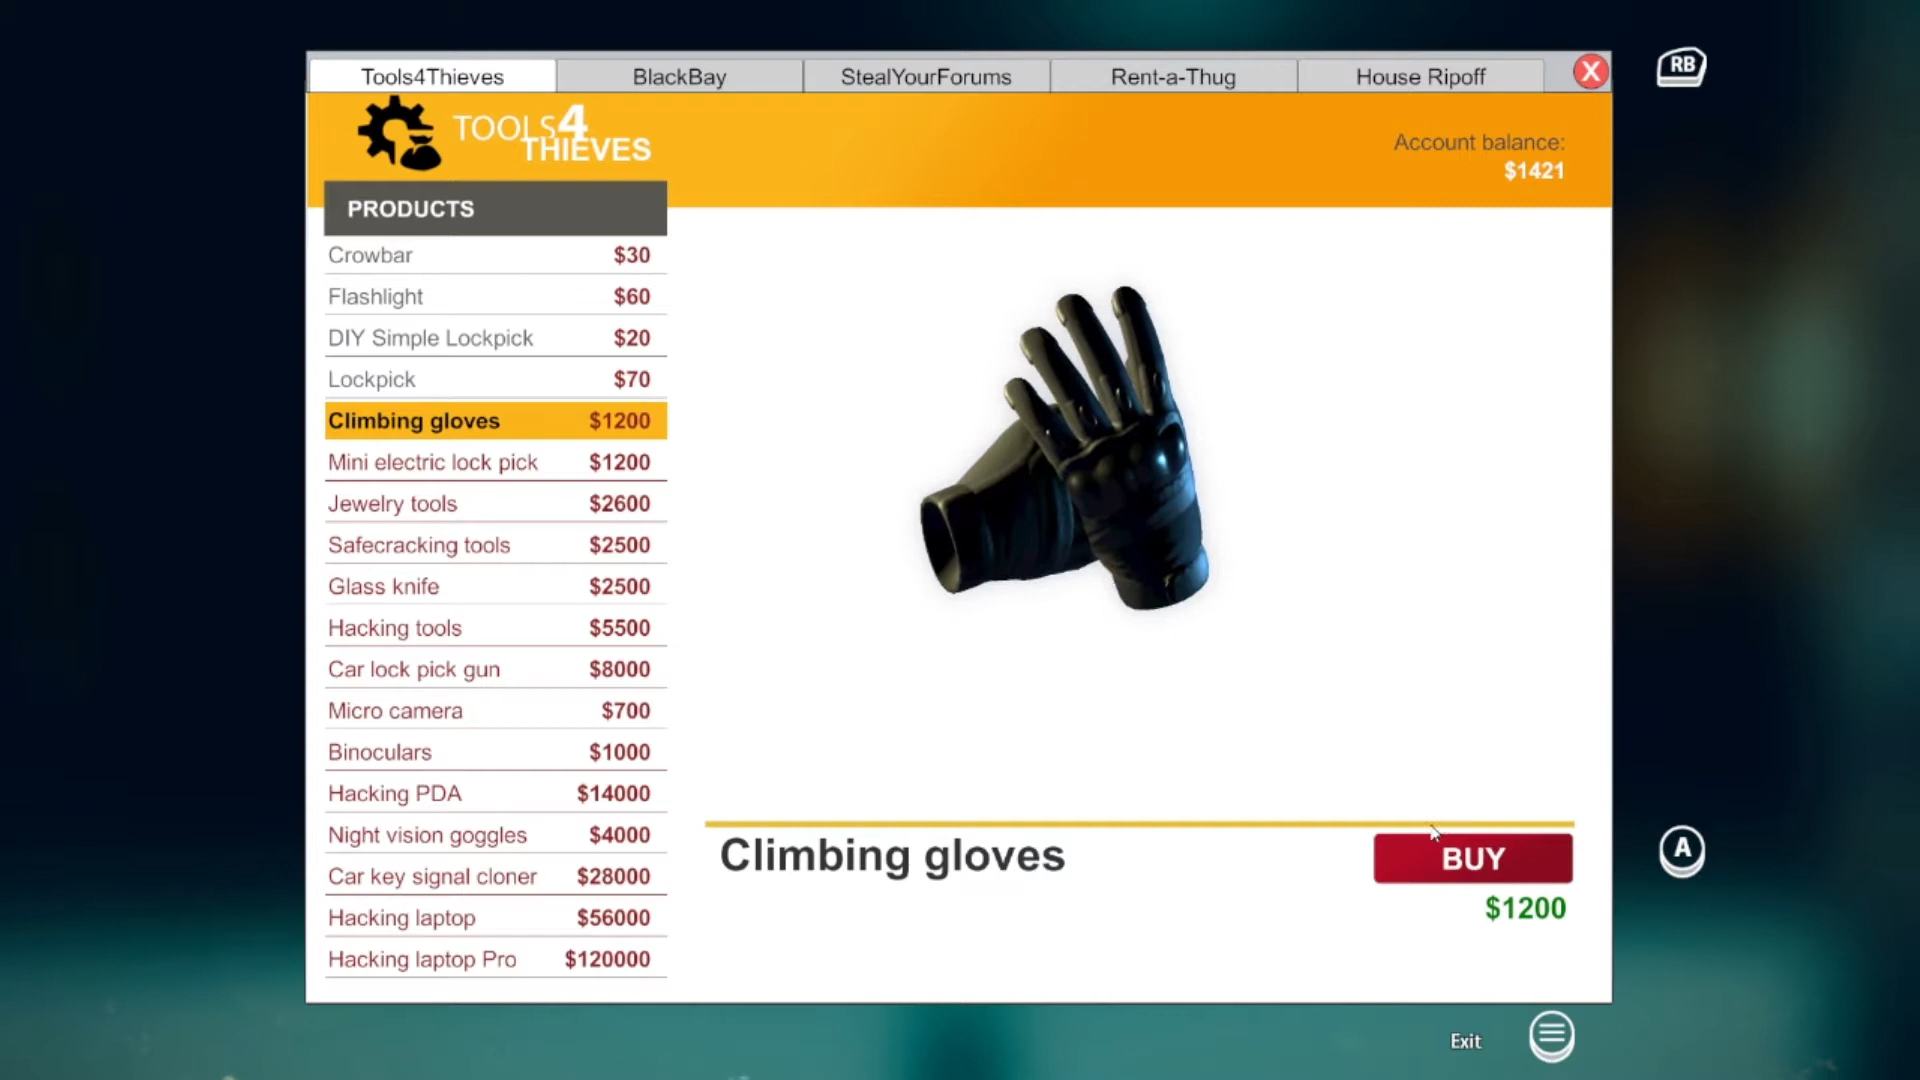 Tools4Thieves BlackBay StealYourForums Rent-a-Thug House Ripoff X
RB
TOOLS4
THIEVES
Account balance:
$1421
PRODUCTS
Crowbar $30
Flashlight $60
DIY Simple Lockpick $20
Lockpick $70
Climbing gloves $1200
Mini electric lock pick $1200
Jewelry tools $2600
Safecracking tools $2500
Glass knife $2500
Hacking tools $5500
Car lock pick gun $8000
Micro camera $700
Binoculars $1000
Hacking PDA $14000
Night vision goggles $4000
Car key signal cloner $28000
Hacking laptop $56000
Hacking laptop Pro $120000
Climbing gloves
BUY
A
$1200
Exit